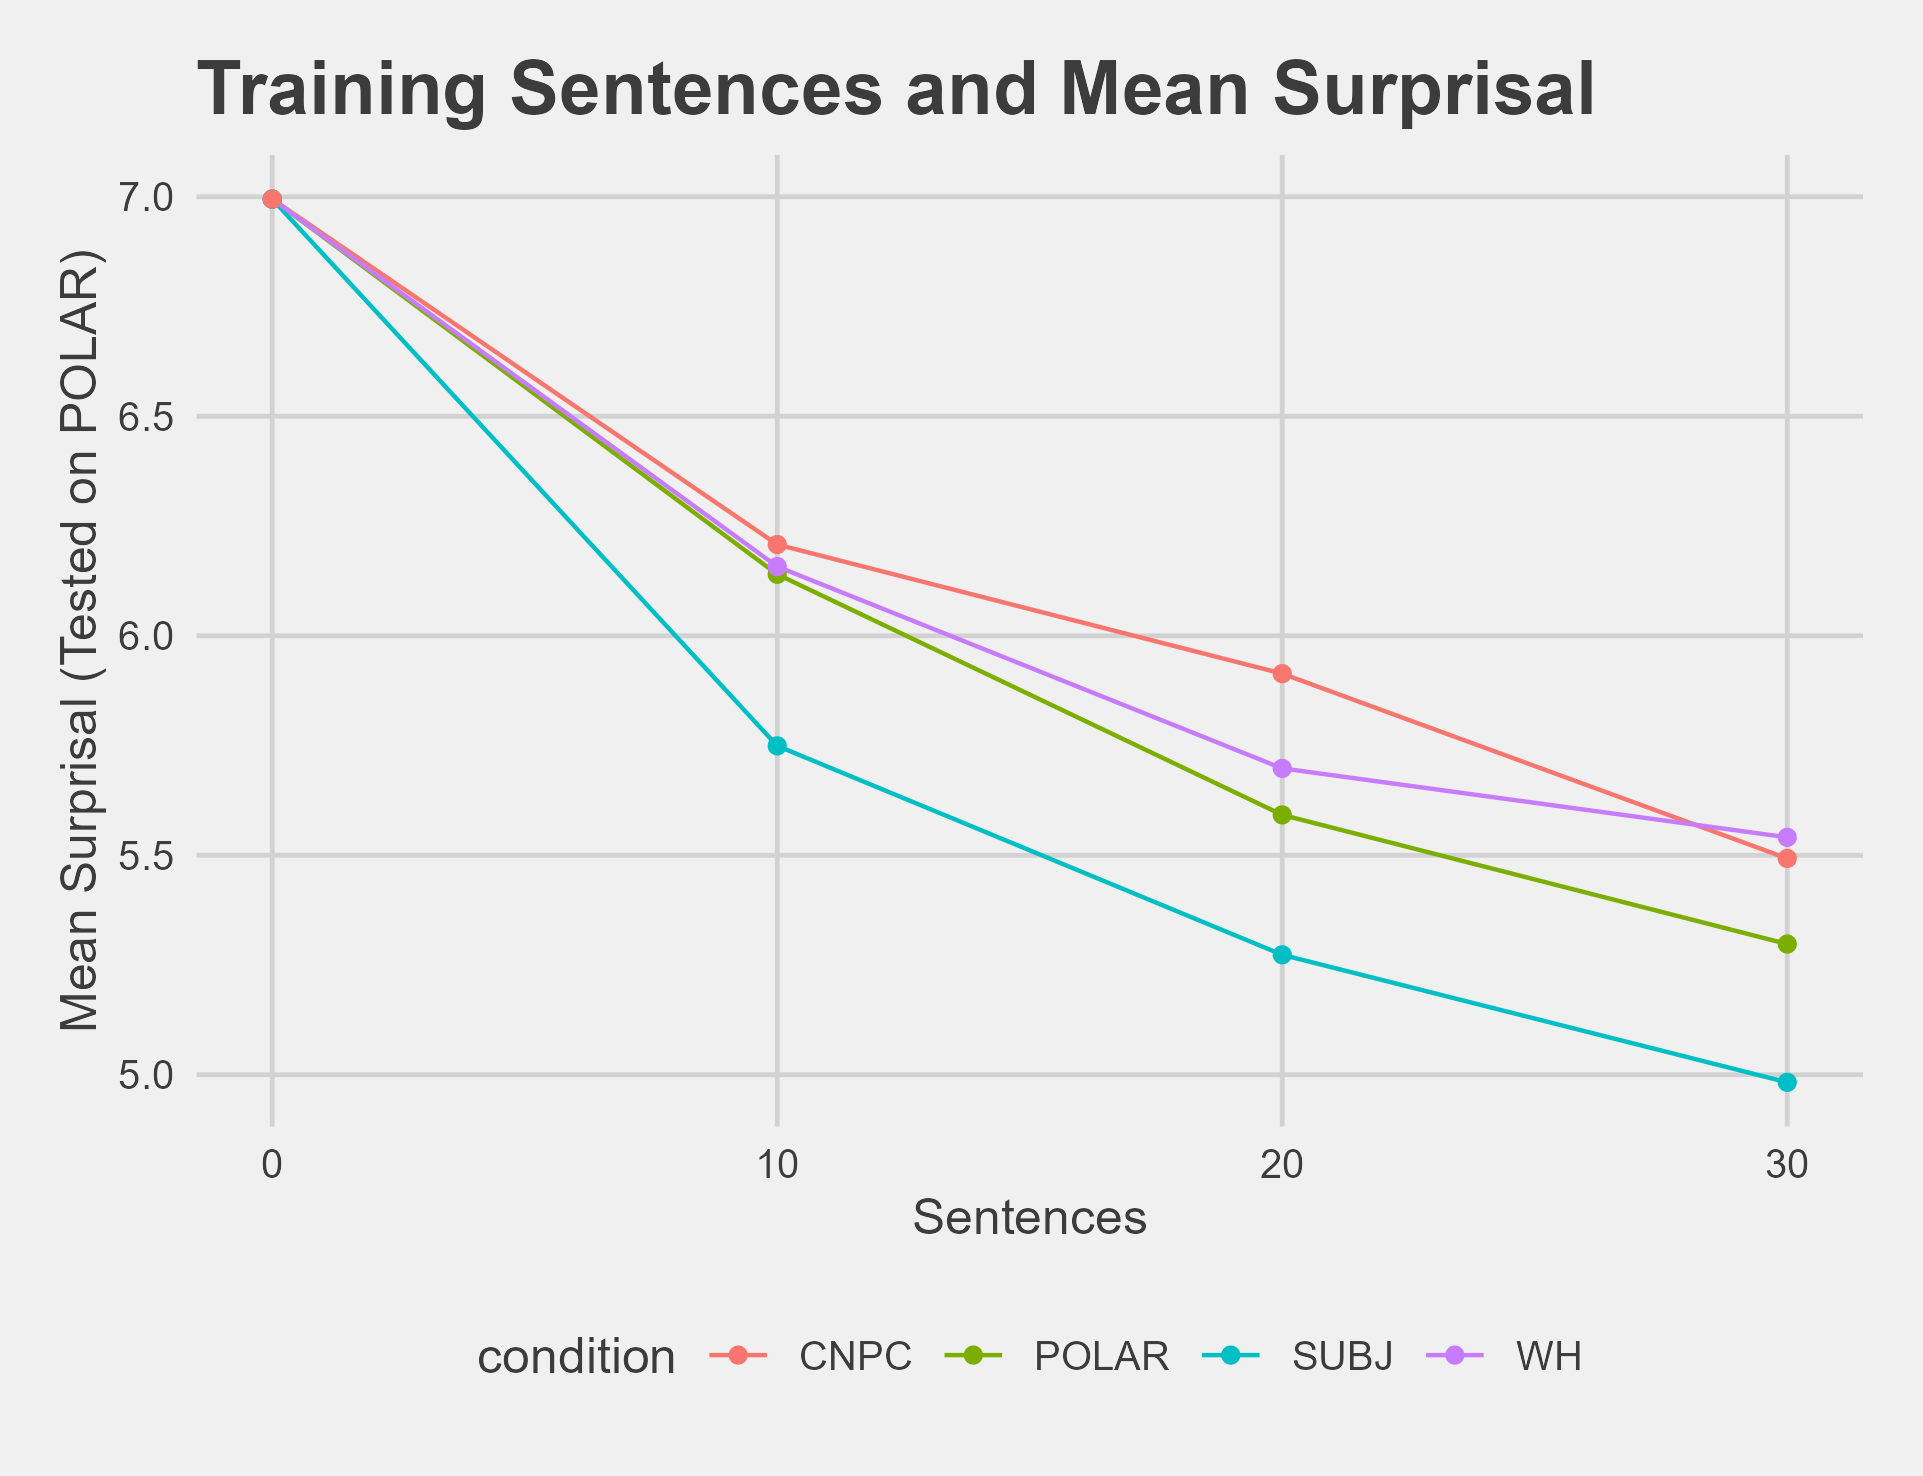 Training Sentences and Mean Surprisal
Mean Surprisal (Tested on POLAR)
7.0
6.5
6.0
5.5
5.0
0 10 20 30
Sentences
condition CNPC POLAR SUBJ WH